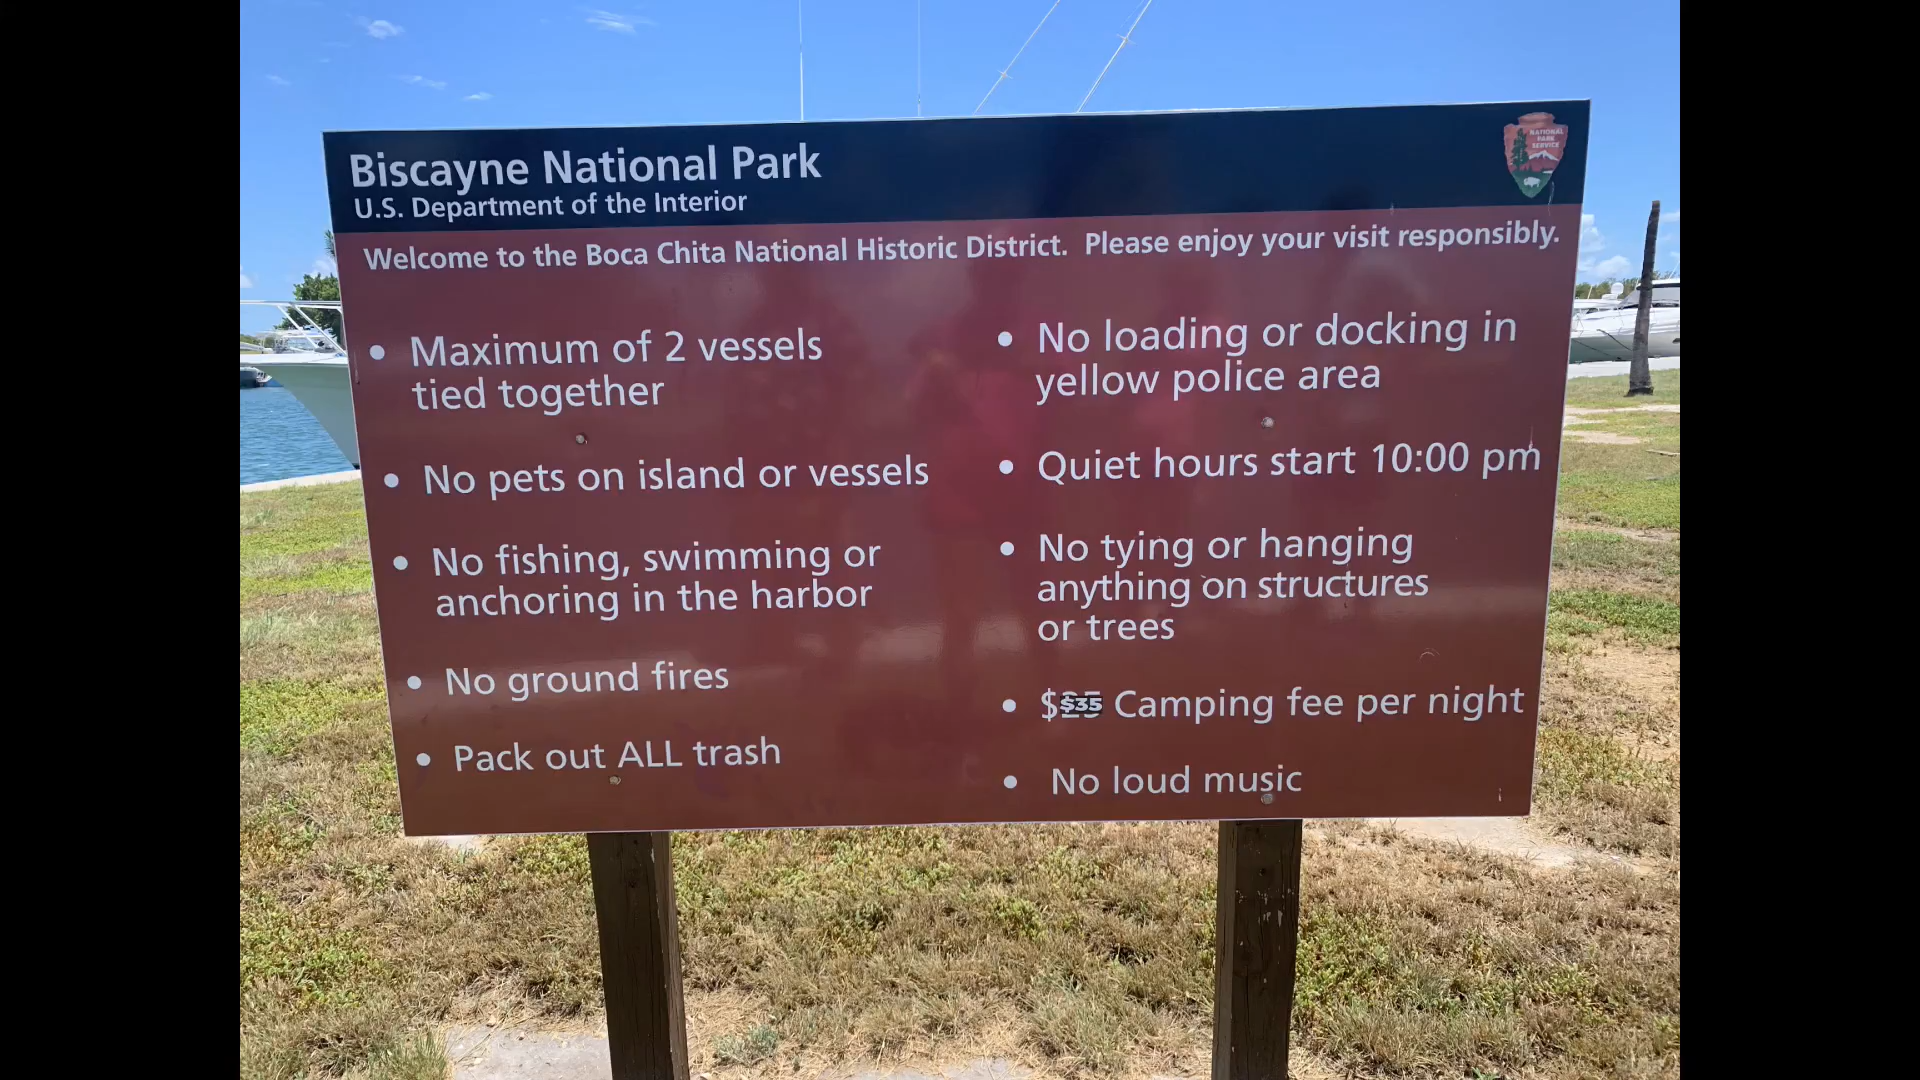 Biscayne National Park
U.S. Department of the Interior
NATIONAL
PARK
SERVICE
Welcome to the Boca Chita National Historic District. Please enjoy your visit responsibly.
• Maximum of 2 vessels
tied together
• No pets on island or vessels
• No fishing, swimming or
anchoring in the harbor
• No ground fires
• Pack out ALL trash
• No loading or docking in
yellow police area
• Quiet hours start 10:00 pm
• No tying or hanging
anything on structures
or trees
• $$35 Camping fee per night
• No loud music